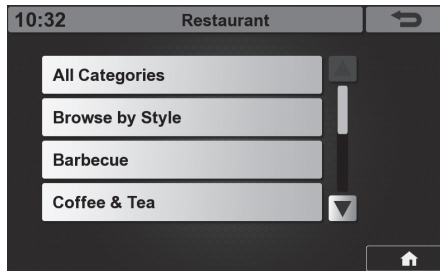 10:32 Restaurant
All Categories
Browse by Style
Barbecue
Coffee & Tea